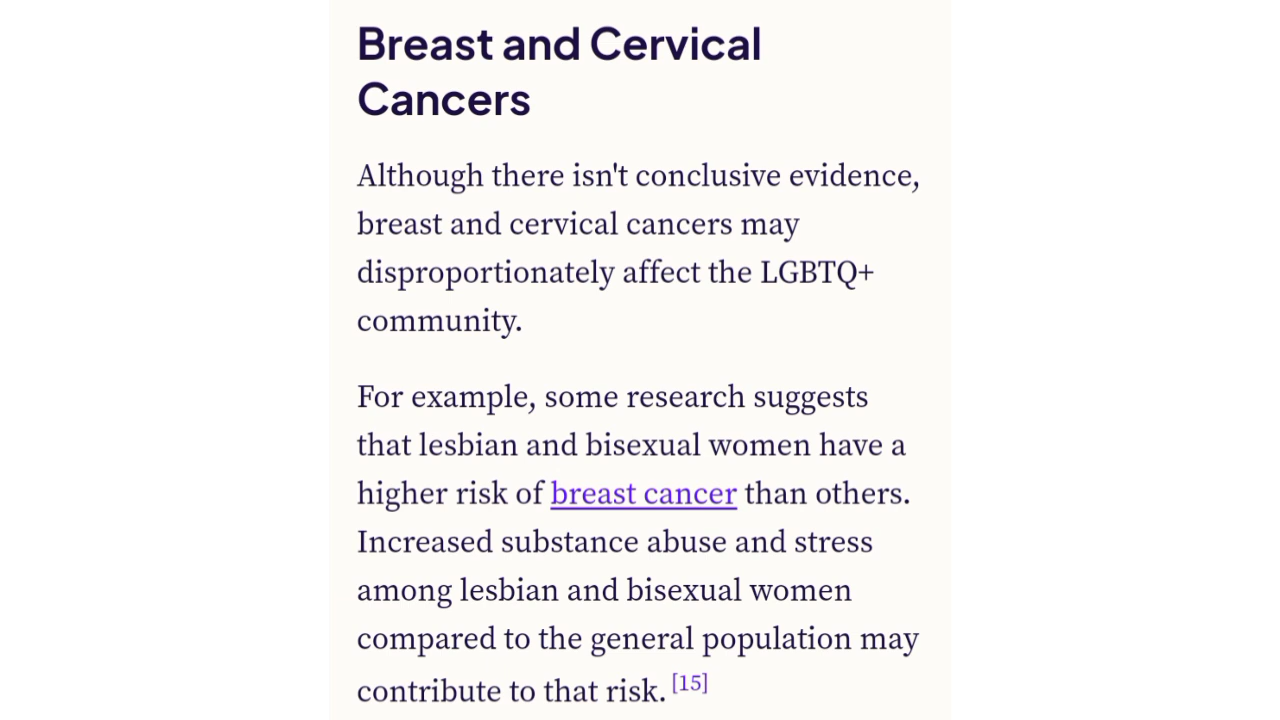 Breast and Cervical
Cancers
Although there isn't conclusive evidence,
breast and cervical cancers may
disproportionately affect the LGBTQ+
community.
For example, some research suggests
that lesbian and bisexual women have a
higher risk of breast cancer than others.
Increased substance abuse and stress
among lesbian and bisexual women
compared to the general population may
contribute to that risk. [15]